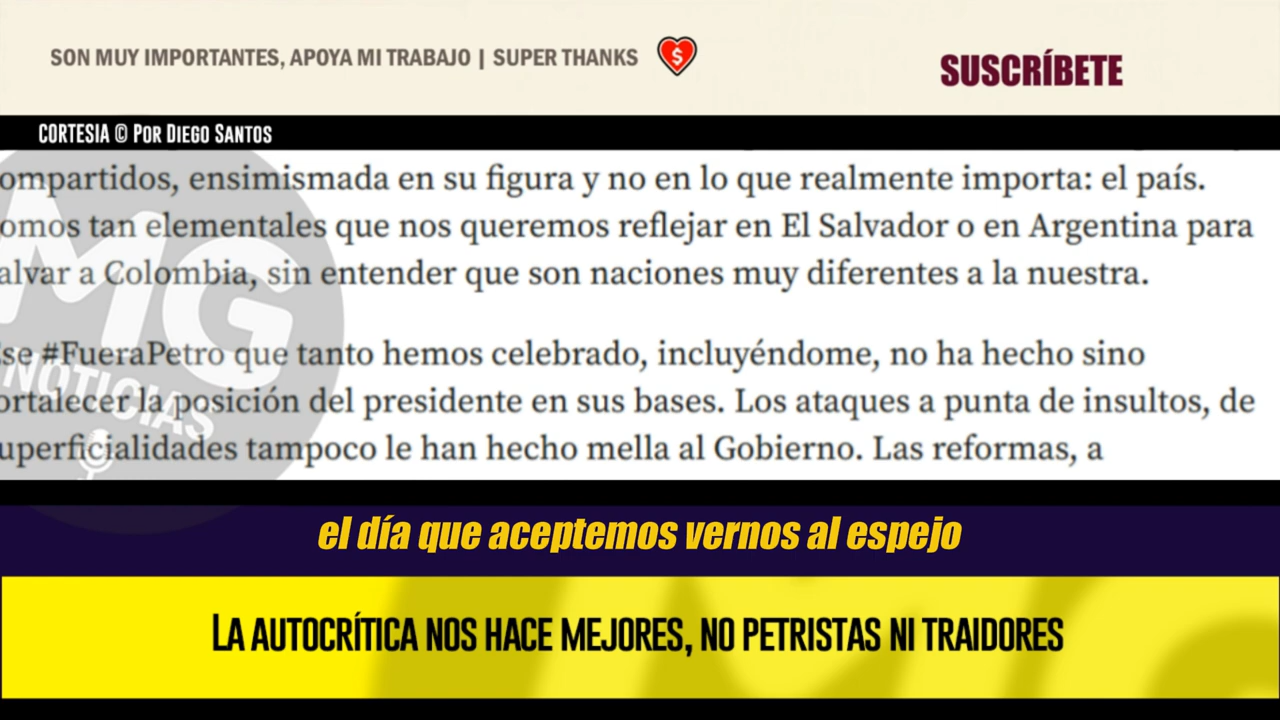 SON MUY IMPORTANTES, APOYA MI TRABAJO | SUPER THANKS
SUSCRÍBETE
CORTESIA © POR DIEGO SANTOS
ompartidos, ensimismada en su figura y no en lo que realmente importa: el país.
omos tan elementales que nos queremos reflejar en El Salvador o en Argentina para
alvar a Colombia, sin entender que son naciones muy diferentes a la nuestra.
se #FueraPetro que tanto hemos celebrado, incluyéndome, no ha hecho sino
ortalecer la posición del presidente en sus bases. Los ataques a punta de insultos, de
uperficialidades tampoco le han hecho mella al Gobierno. Las reformas, a
MG
NOTICIAS
el día que aceptemos vernos al espejo
LA AUTOCRÍTICA NOS HACE MEJORES, NO PETRISTAS NI TRAIDORES